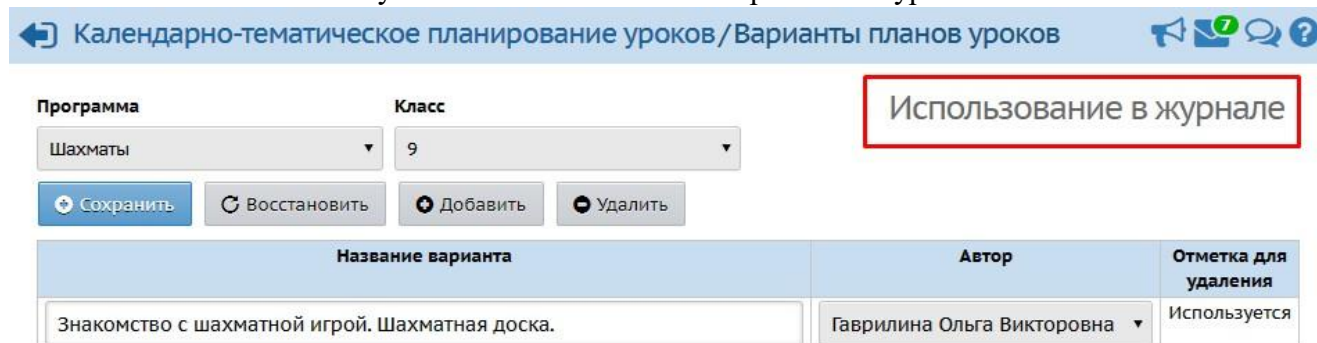 Календарно-тематическое планирование уроков/Варианты планов уроков
7
?
Программа
Класс
Использование в журнале
Шахматы
9
Сохранить
Восстановить
Добавить
Удалить
Название варианта
Автор
Отметка для
удаления
Знакомство с шахматной игрой. Шахматная доска.
Гаврилина Ольга Викторовна
Используется